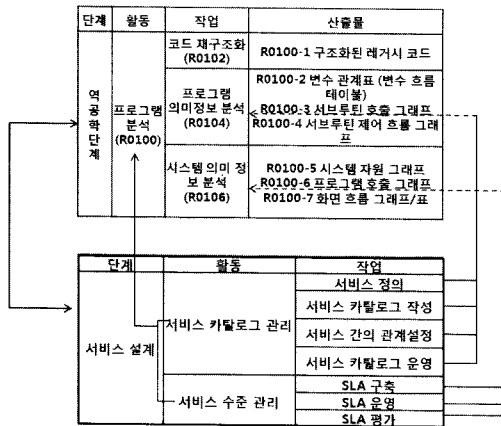 단계 활동 작업 산출물
역
공
학
단
계
프로그램
분석
(R0100)
코드 재구조화
(R0102)
R0100-1 구조화된 레거시 코드
프로그램
의미정보 분석
(R0104)
R0100-2 변수 관계표 (변수 흐름
테이블)
R0100-3 서브루틴 호출 그래프
R0100-4 서브루틴 제어 흐름 그래
프
시스템 의미 정
보 분석
(R0106)
R0100-5 시스템 자원 그래프
R0100-6 프로그램 호출 그래프
R0100-7 화면 흐름 그래프/표
단계 활동 작업
서비스 설계
서비스 카탈로그 관리
서비스 정의
서비스 카탈로그 작성
서비스 간의 관계설정
서비스 카탈로그 운영
서비스 수준 관리
SLA 구축
SLA 운영
SLA 평가